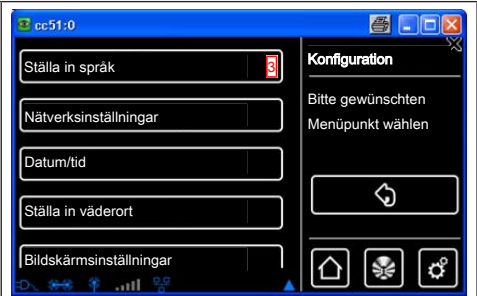 cc51:0
Ställa in språk
3
Nätverksinställningar
Datum/tid
Ställa in väderort
Bildskärmsinställningar
Konfiguration
Bitte gewünschten
Menüpunkt wählen